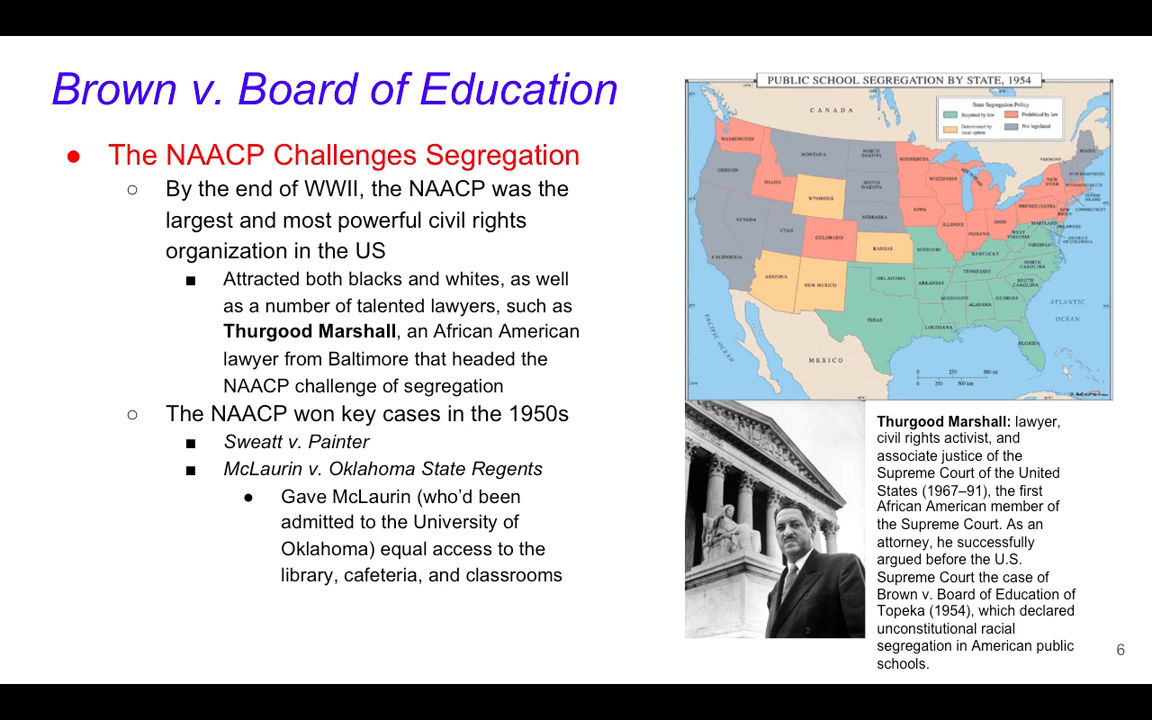 Brown v. Board of Education
● The NAACP Challenges Segregation
○ By the end of WWII, the NAACP was the
largest and most powerful civil rights
organization in the US
■ Attracted both blacks and whites, as well
as a number of talented lawyers, such as
Thurgood Marshall, an African American
lawyer from Baltimore that headed the
NAACP challenge of segregation
○ The NAACP won key cases in the 1950s
■ Sweatt v. Painter
■ McLaurin v. Oklahoma State Regents
● Gave McLaurin (who'd been
admitted to the University of
Oklahoma) equal access to the
library, cafeteria, and classrooms
PUBLIC SCHOOL SEGREGATION BY STATE, 1954
State Segregation Policy
Required by law
Prohibited by law
Determined by
local option
Not legislated
CANADA
WASHINGTON
OREGON
CALIFORNIA
NEVADA
IDAHO
MONTANA
WYOMING
UTAH
COLORADO
ARIZONA
NEW MEXICO
NORTH
DAKOTA
SOUTH
DAKOTA
NEBRASKA
KANSAS
OKLAHOMA
TEXAS
MINNESOTA
IOWA
MISSOURI
ARKANSAS
LOUISIANA
WISCONSIN
ILLINOIS
MICHIGAN
INDIANA
OHIO
KENTUCKY
TENNESSEE
MISSISSIPPI
ALABAMA
GEORGIA
FLORIDA
SOUTH
CAROLINA
NORTH
CAROLINA
VIRGINIA
WEST
VIRGINIA
MARYLAND
DELAWARE
DISTRICT
OF COLUMBIA
PENNSYLVANIA
NEW JERSEY
NEW
YORK
CONNECTICUT
RHODE
ISLAND
MASSACHUSETTS
VERMONT
NEW HAMPSHIRE
MAINE
ATLANTIC
OCEAN
PACIFIC OCEAN
MEXICO
0 250 500 mi
0 250 500 km
MAPS
Thurgood Marshall: lawyer,
civil rights activist, and
associate justice of the
Supreme Court of the United
States (1967–91), the first
African American member of
the Supreme Court. As an
attorney, he successfully
argued before the U.S.
Supreme Court the case of
Brown v. Board of Education of
Topeka (1954), which declared
unconstitutional racial
segregation in American public
schools.
6